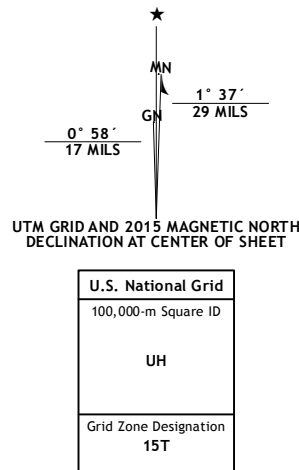 ★
MN
GN
1° 37´
29 MILS
0° 58´
17 MILS
UTM GRID AND 2015 MAGNETIC NORTH
DECLINATION AT CENTER OF SHEET
U.S. National Grid
100,000-m Square ID
UH
Grid Zone Designation
15T